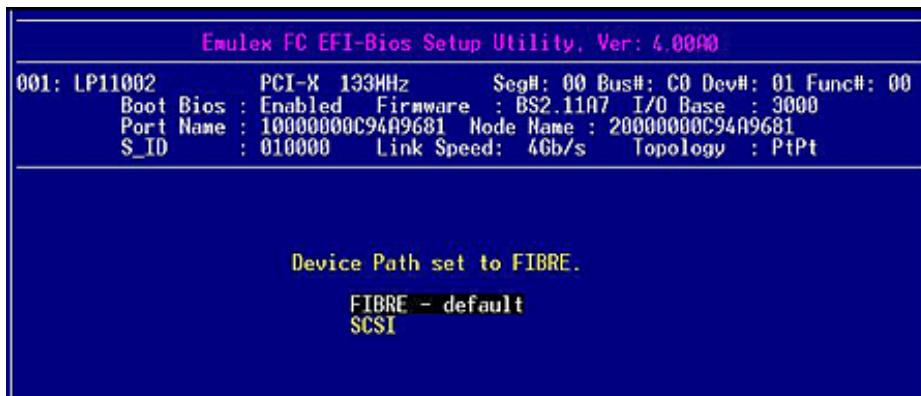 Emulex FC EFI-Bios Setup Utility, Ver: 4.00A0
001: LP11002 PCI-X 133MHz Seg#: 00 Bus#: C0 Dev#: 01 Func#: 00
Boot Bios : Enabled Firmware : BS2.11A7 I/O Base : 3000
Port Name : 10000000C94A9681 Node Name : 20000000C94A9681
S_ID : 010000 Link Speed: 4Gb/s Topology : PtPt
Device Path set to FIBRE.
FIBRE - default
SCSI